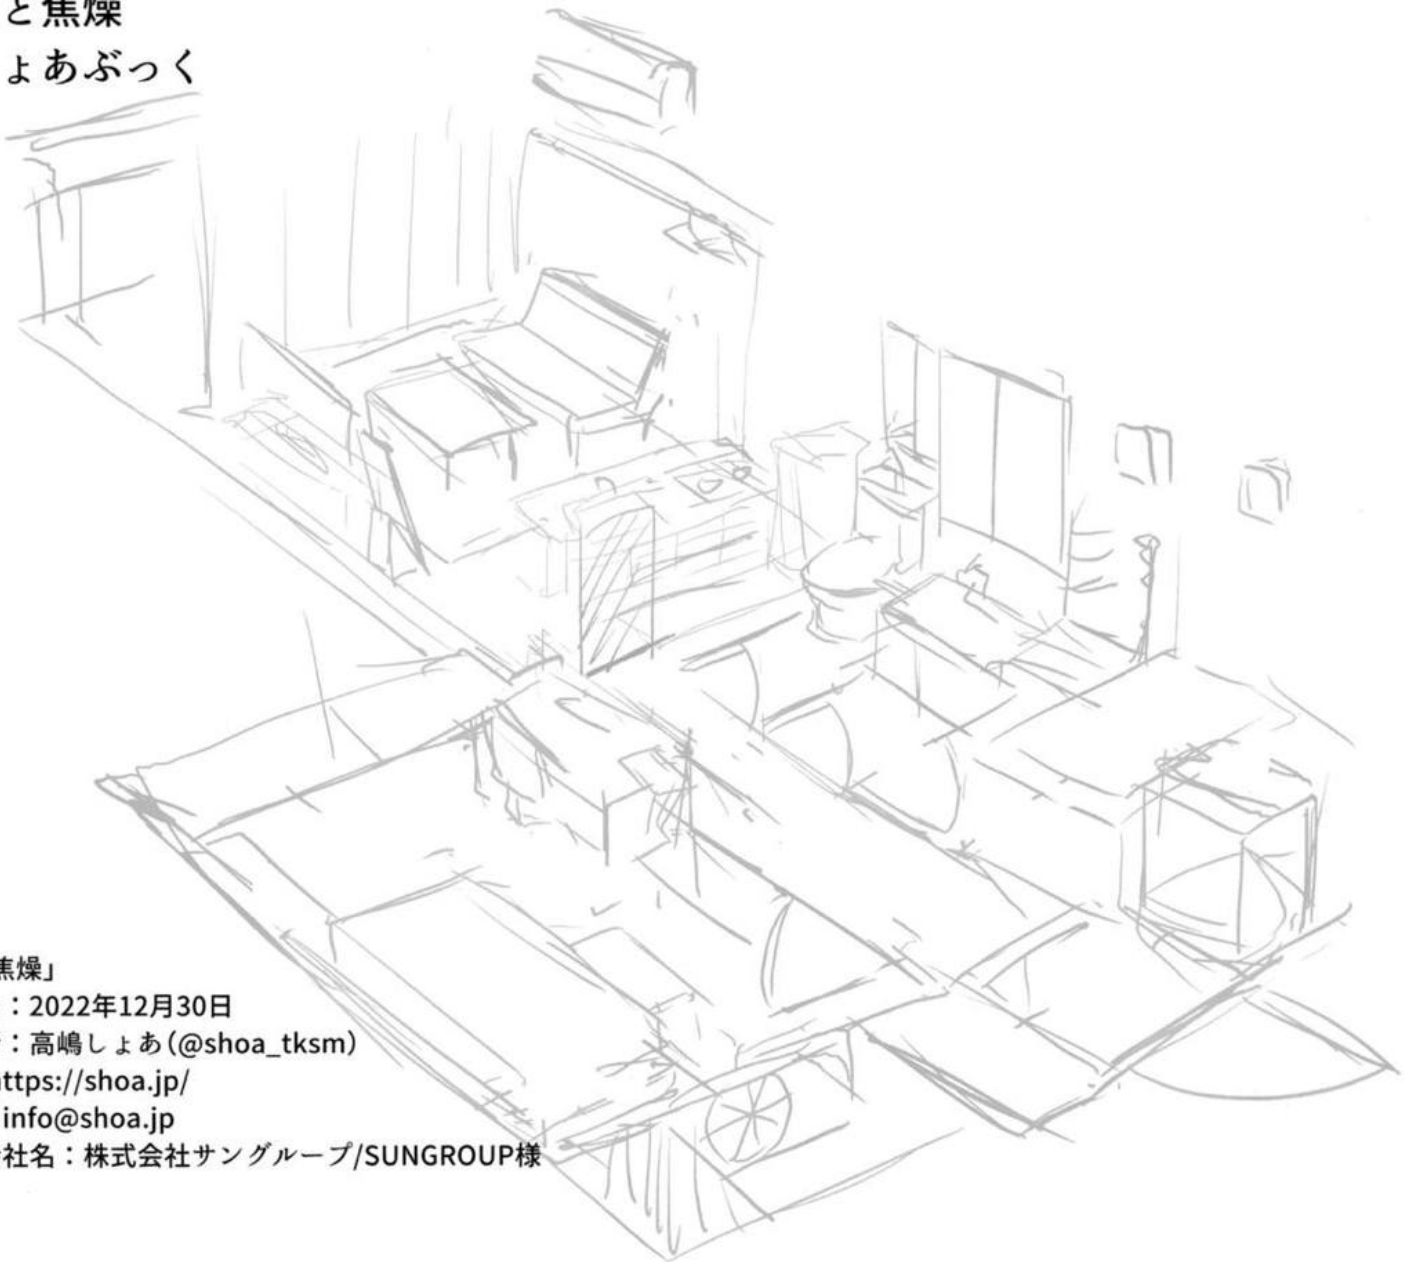 と焦燥
ょあぶっく
焦燥」
：2022年12月30日
：高嶋しょあ(@shoa_tksm)
ttps://shoa.jp/
info@shoa.jp
社名：株式会社サングループ/SUNGROUP様